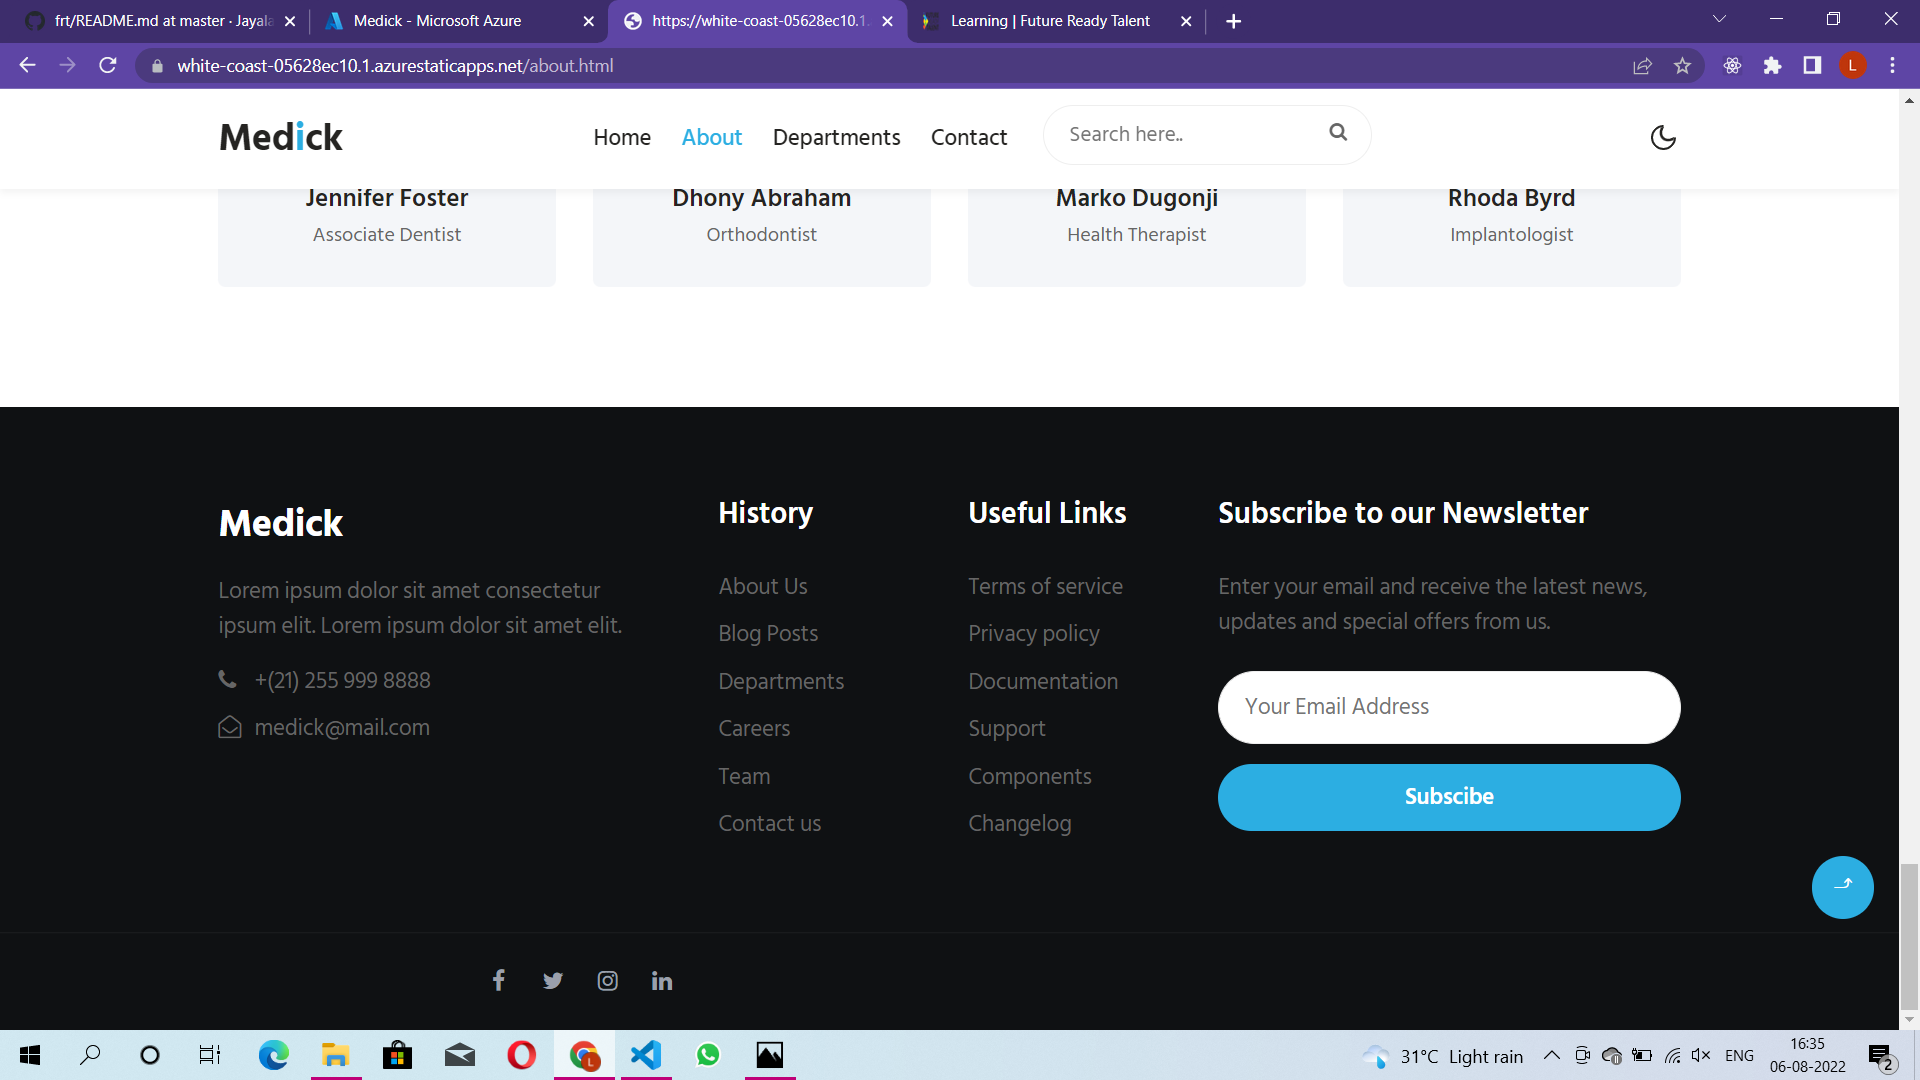 frt/README.md at master · Jayala
Medick - Microsoft Azure
https://white-coast-05628ec10.1.
Learning | Future Ready Talent
white-coast-05628ec10.1.azurestaticapps.net/about.html
L
Medick
Home
About
Departments
Contact
Search here..
Jennifer Foster
Associate Dentist
Dhony Abraham
Orthodontist
Marko Dugonji
Health Therapist
Rhoda Byrd
Implantologist
Medick
Lorem ipsum dolor sit amet consectetur
ipsum elit. Lorem ipsum dolor sit amet elit.
+(21) 255 999 8888
medick@mail.com
History
About Us
Blog Posts
Departments
Careers
Team
Contact us
Useful Links
Terms of service
Privacy policy
Documentation
Support
Components
Changelog
Subscribe to our Newsletter
Enter your email and receive the latest news,
updates and special offers from us.
Your Email Address
Subscibe
L
31°C Light rain
ENG
16:35
06-08-2022
2